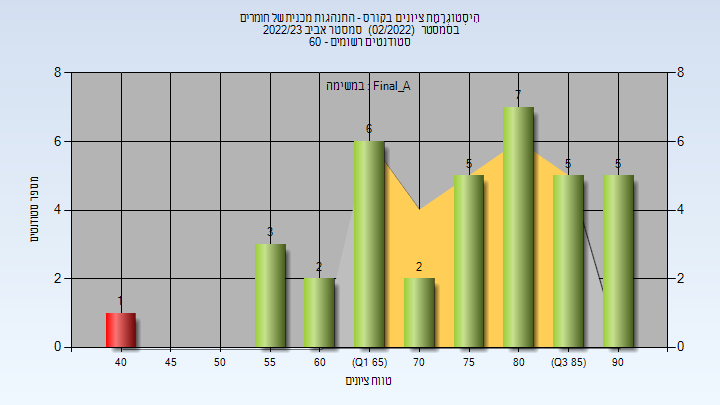 היסטוגרמת ציונים בקורס - התנהגות מכנית של חומרים
בסמסטר (02/2022) סמסטר אביב 2022/23
סטודנטים רשומים - 60
במשימה : Final_A
8 8
7
6 6 6
5 5 5
מספר סטודנטים
4 4
3
2 2 2 2
1
0 0
40 45 50 55 60 (Q1 65) 70 75 80 (Q3 85) 90
טווח ציונים